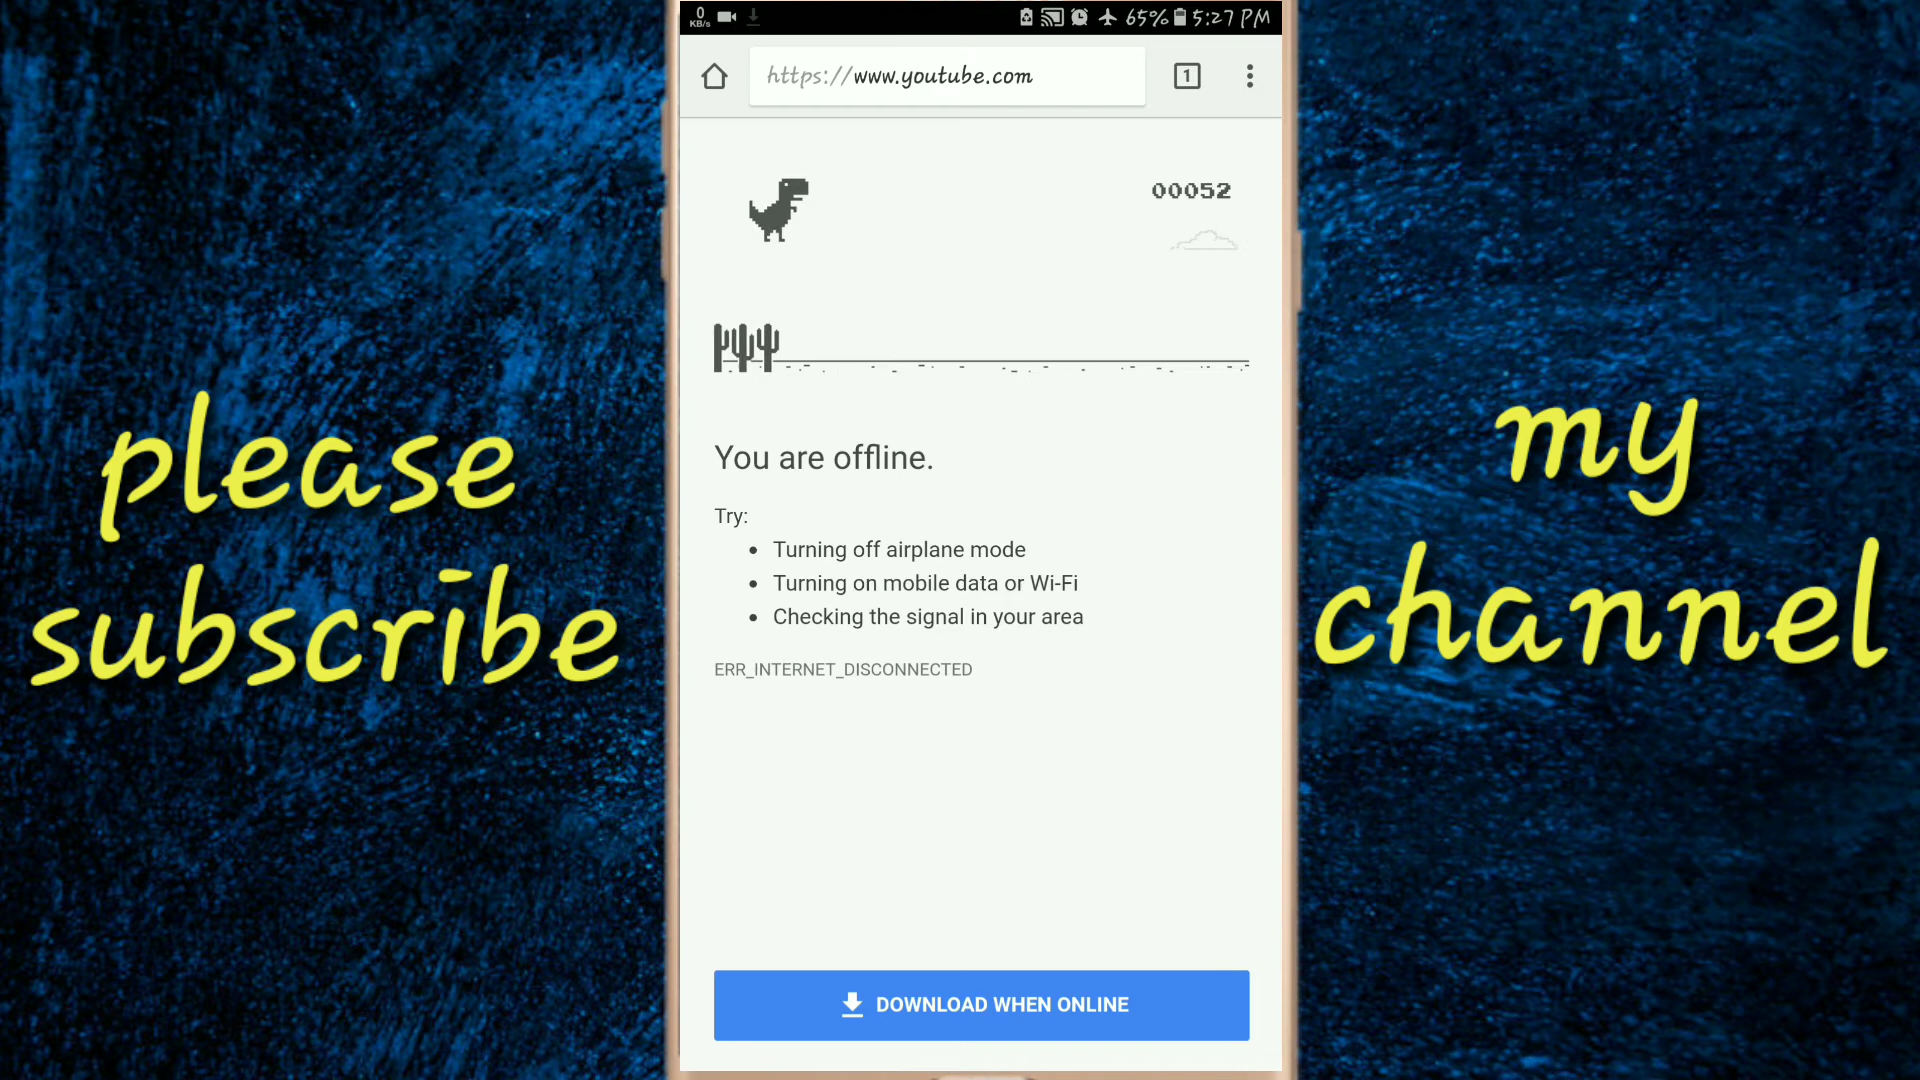 0
KB/s
65% 5:27 PM
https://www.youtube.com
1
00052
You are offline.
Try:
Turning off airplane mode
Turning on mobile data or Wi-Fi
Checking the signal in your area
ERR_INTERNET_DISCONNECTED
DOWNLOAD WHEN ONLINE
please
subscribe
my
channel